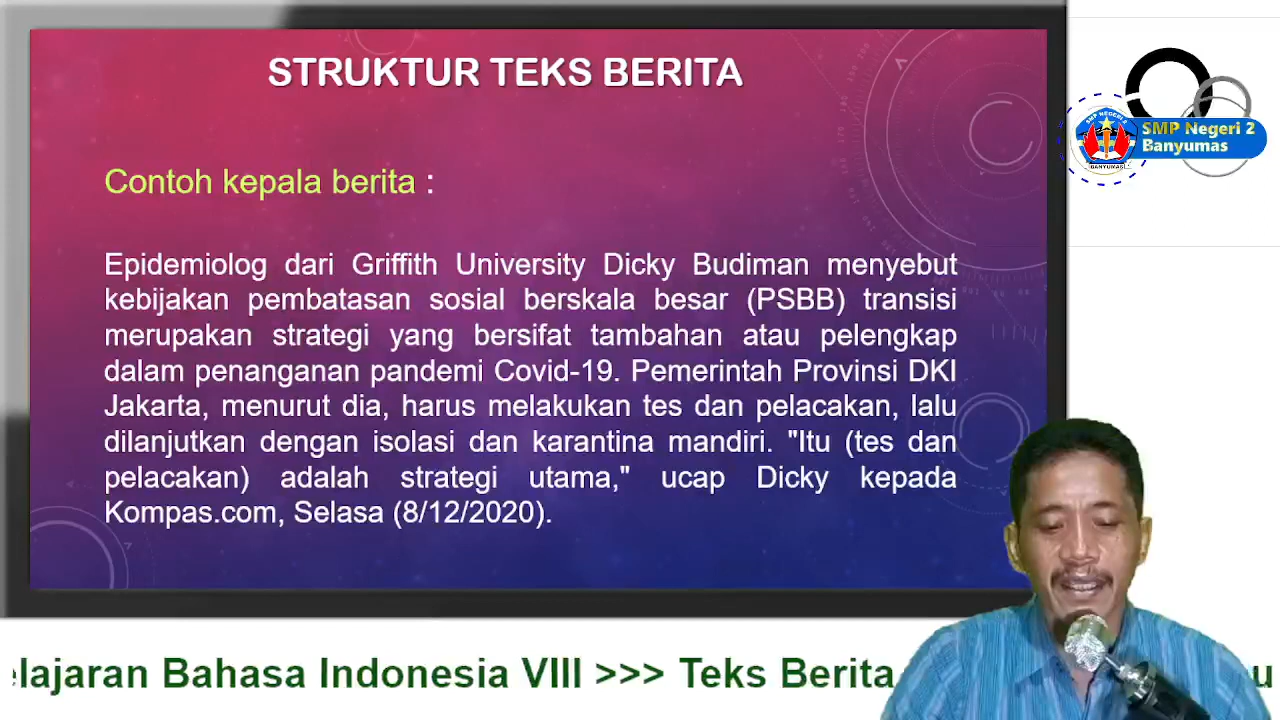 STRUKTUR TEKS BERITA
SMP NEGERI 2
BANYUMAS
SMP Negeri 2
Banyumas
Contoh kepala berita :
Epidemiolog dari Griffith University Dicky Budiman menyebut
kebijakan pembatasan sosial berskala besar (PSBB) transisi
merupakan strategi yang bersifat tambahan atau pelengkap
dalam penanganan pandemi Covid-19. Pemerintah Provinsi DKI
Jakarta, menurut dia, harus melakukan tes dan pelacakan, lalu
dilanjutkan dengan isolasi dan karantina mandiri. "Itu (tes dan
pelacakan) adalah strategi utama," ucap Dicky kepada
Kompas.com, Selasa (8/12/2020).
elajaran Bahasa Indonesia VIII >>> Teks Berita